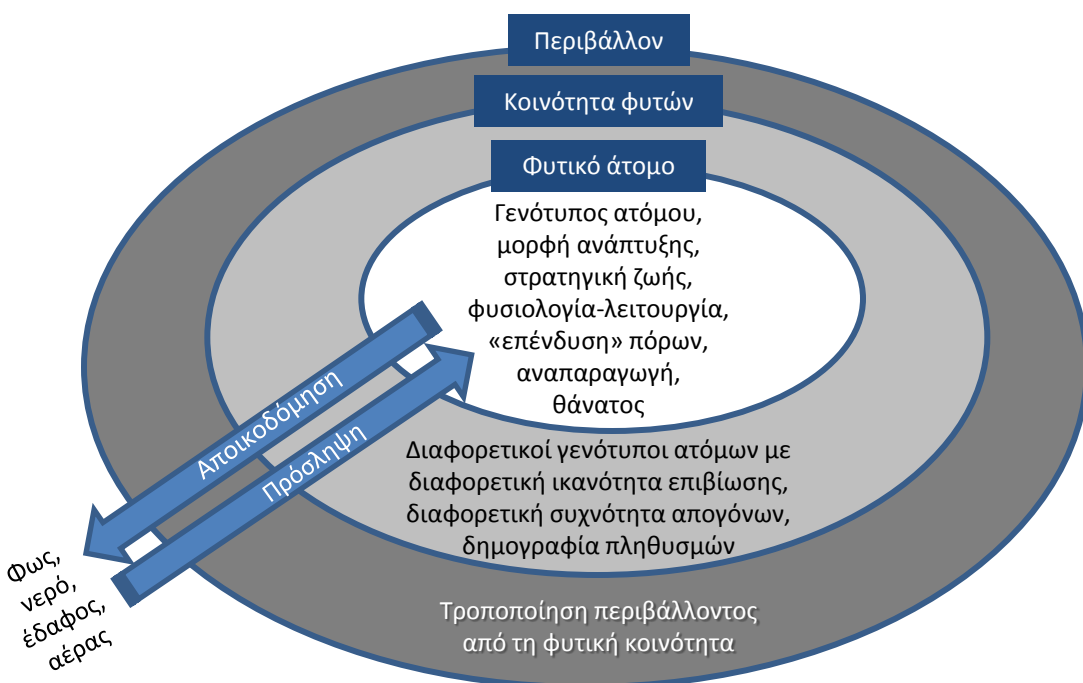 Περιβάλλον
Κοινότητα φυτών
Φυτικό άτομο
Γενότυπος ατόμου,
μορφή ανάπτυξης,
στρατηγική ζωής,
φυσιολογία-λειτουργία,
«επένδυση» πόρων,
αναπαραγωγή,
θάνατος
Αποικοδόμηση
Πρόσληψη
Διαφορετικοί γενότυποι ατόμων με
διαφορετική ικανότητα επιβίωσης,
διαφορετική συχνότητα απογόνων,
δημογραφία πληθυσμών
Φως,
νερό,
έδαφος,
αέρας
Τροποποίηση περιβάλλοντος
από τη φυτική κοινότητα